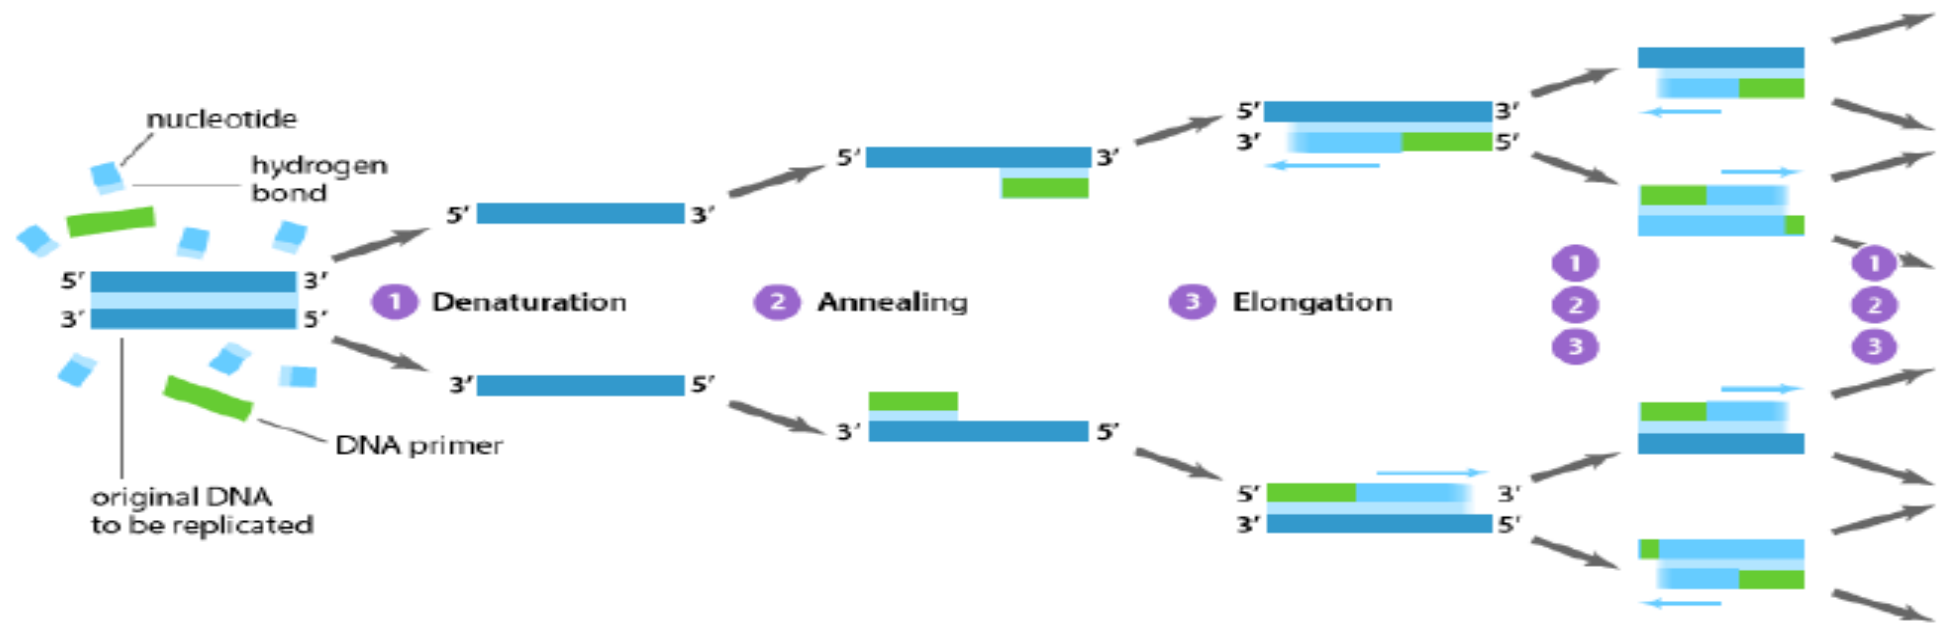 nucleotide
hydrogen
bond
5′ 3′
3′ 5′
DNA primer
original DNA
to be replicated
5′ 3′
1 Denaturation
3′ 5′
5′ 3′
2 Annealing
3′ 5′
5′ 3′
3′ 5′
3 Elongation
5′ 3′
3′ 5′
1
2
3
1
2
3